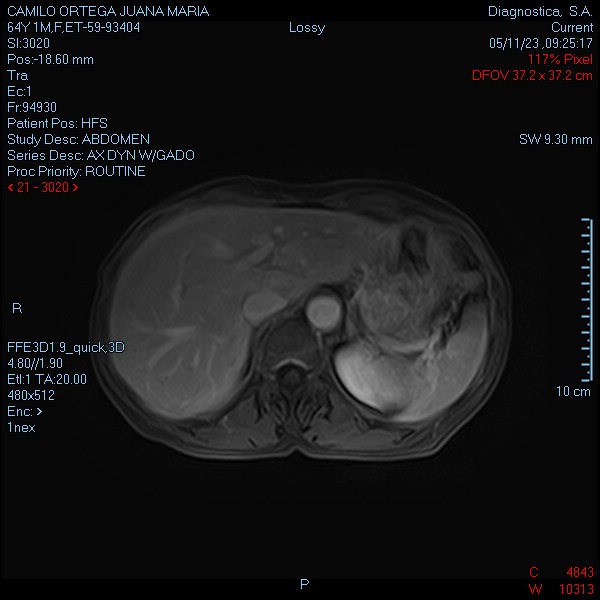 CAMILO ORTEGA JUANA MARIA
64Y 1M,F,ET-59-93404
SI:3020
Pos:-18.60 mm
Tra
Ec:1
Fr:94930
Patient Pos: HFS
Study Desc: ABDOMEN
Series Desc: AX DYN W/GADO
Proc Priority: ROUTINE
< 21 - 3020 >
Lossy
Diagnostica, S.A.
Current
05/11/23 ,09:25:17
117% Pixel
DFOV 37.2 x 37.2 cm
SW 9.30 mm
R
FFE3D1.9_quick,3D
4.80//1.90
Etl:1 TA:20.00
480x512
Enc: >
1nex
10 cm
P
C 4843
W 10313